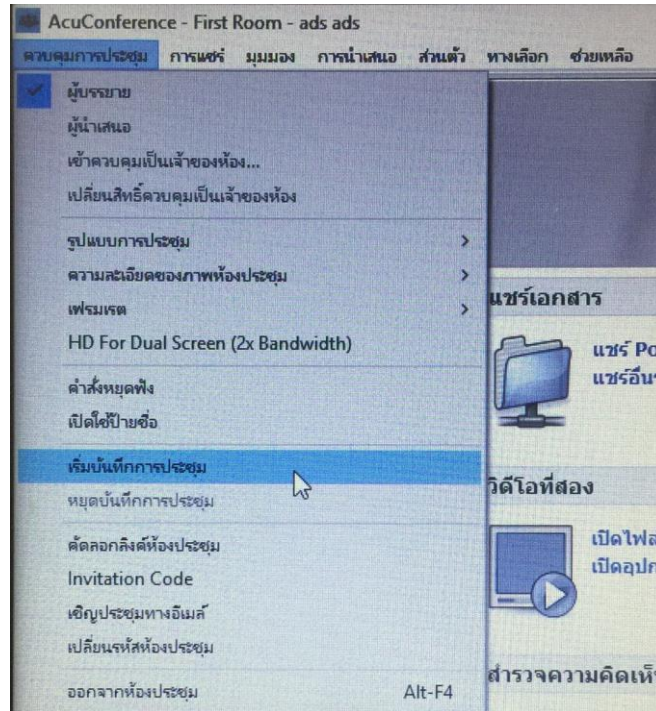 AcuConference - First Room - ads ads
ควบคุมการประชุม การแชร์ มุมมอง การนำเสนอ ส่วนตัว ทางเลือก ช่วยเหลือ
ผู้บรรยาย
ผู้นำเสนอ
เข้าควบคุมเป็นเจ้าของห้อง...
เปลี่ยนสิทธิ์ควบคุมเป็นเจ้าของห้อง
รูปแบบการประชุม
ความละเอียดของภาพห้องประชุม
เฟรมเรต
HD For Dual Screen (2x Bandwidth)
คำสั่งหยุดฟัง
เปิดใช้ป้ายชื่อ
เริ่มบันทึกการประชุม
หยุดบันทึกการประชุม
คัดลอกลิงค์ห้องประชุม
Invitation Code
เชิญประชุมทางอีเมล์
เปลี่ยนรหัสห้องประชุม
ออกจากห้องประชุม Alt-F4
แชร์เอกสาร
แชร์ Po
แชร์อื่น
วิดีโอที่สอง
เปิดไฟล
เปิดอุปก
สำรวจความคิดเห็